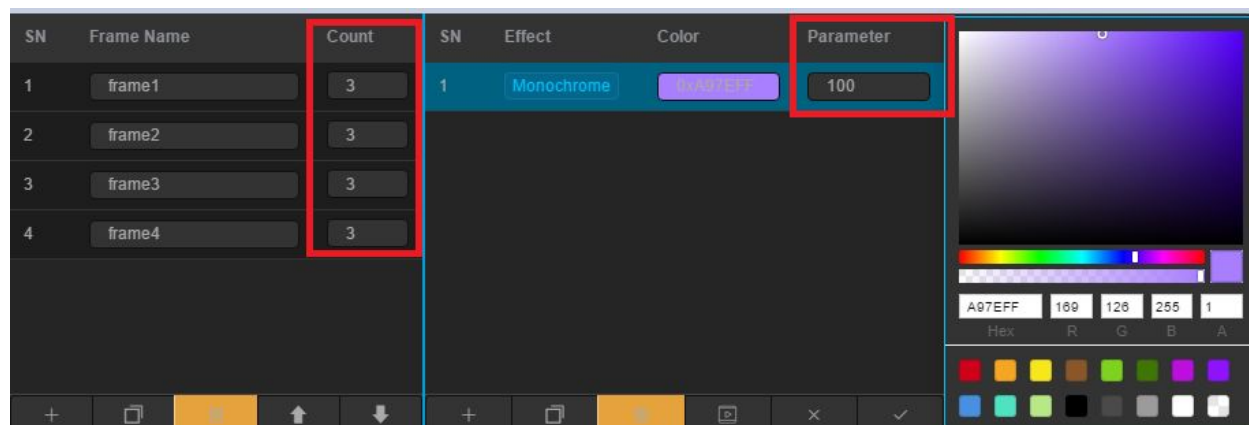 SN Frame Name Count SN Effect Color Parameter
1 frame1 3 1 Monochrome 0xA97EFF 100
2 frame2 3
3 frame3 3
4 frame4 3
A97EFF 169 126 255 1
Hex R G B A